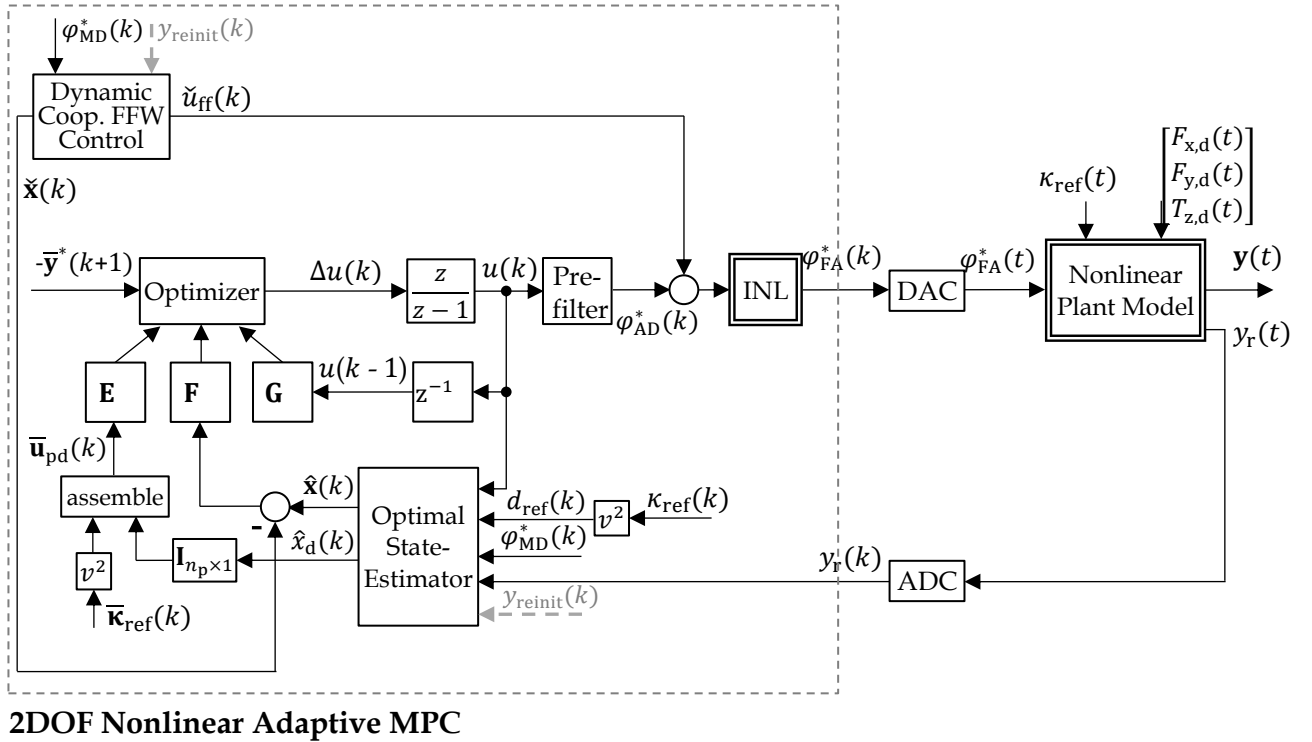 φ*MD(k) yreinit(k)
Dynamic
Coop. FFW
Control
ǔff(k)
x̌(k)
-ȳ*(k+1)
Optimizer
Δu(k)
z
z − 1
u(k)
Pre-
filter
φ*AD(k)
INL
φ*FA(k)
DAC
φ*FA(t)
κref(t)
Fx,d(t)
Fy,d(t)
Tz,d(t)
Nonlinear
Plant Model
y(t)
yr(t)
E
F
G
u(k - 1)
z−1
ūpd(k)
assemble
v2
κ̄ref(k)
Inp×1
-
x̂(k)
x̂d(k)
Optimal
State-
Estimator
dref(k)
v2
κref(k)
φ*MD(k)
yr(k)
ADC
yreinit(k)
2DOF Nonlinear Adaptive MPC